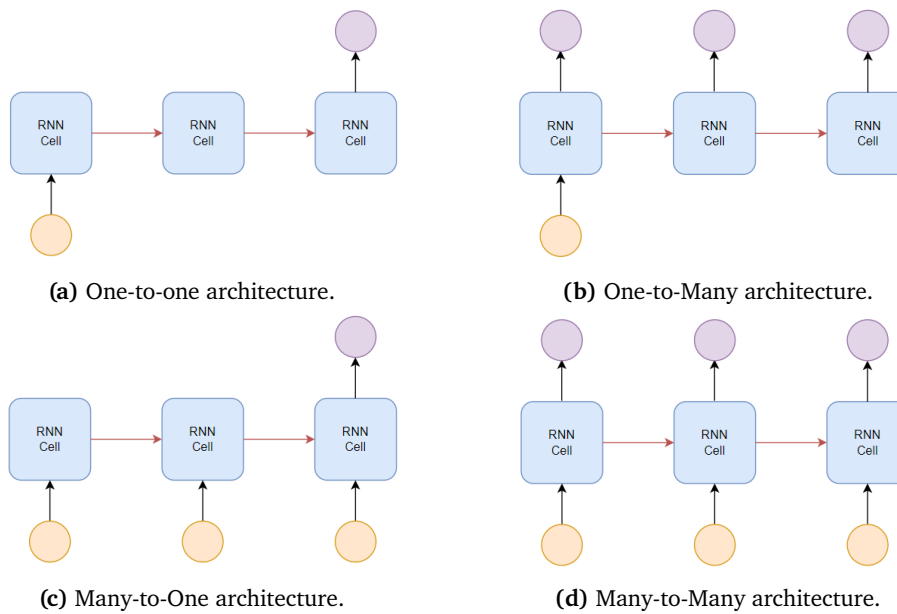 RNN
Cell
RNN
Cell
RNN
Cell
(a) One-to-one architecture.
RNN
Cell
RNN
Cell
RNN
Cell
(b) One-to-Many architecture.
RNN
Cell
RNN
Cell
RNN
Cell
(c) Many-to-One architecture.
RNN
Cell
RNN
Cell
RNN
Cell
(d) Many-to-Many architecture.